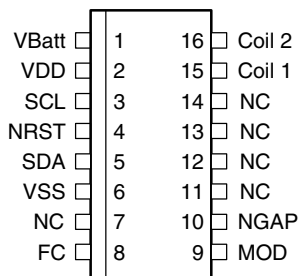 VBatt 1 16 Coil 2
VDD 2 15 Coil 1
SCL 3 14 NC
NRST 4 13 NC
SDA 5 12 NC
VSS 6 11 NC
NC 7 10 NGAP
FC 8 9 MOD